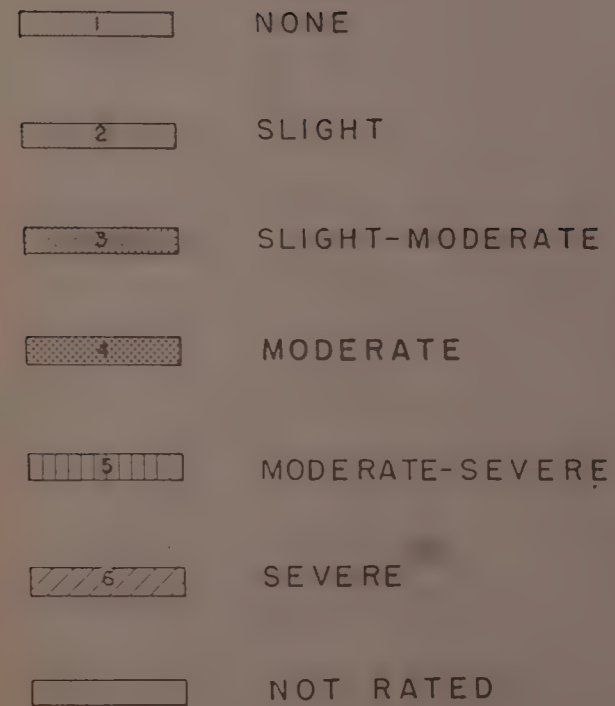 1 NONE
2 SLIGHT
3 SLIGHT-MODERATE
4 MODERATE
5 MODERATE-SEVERE
6 SEVERE
NOT RATED